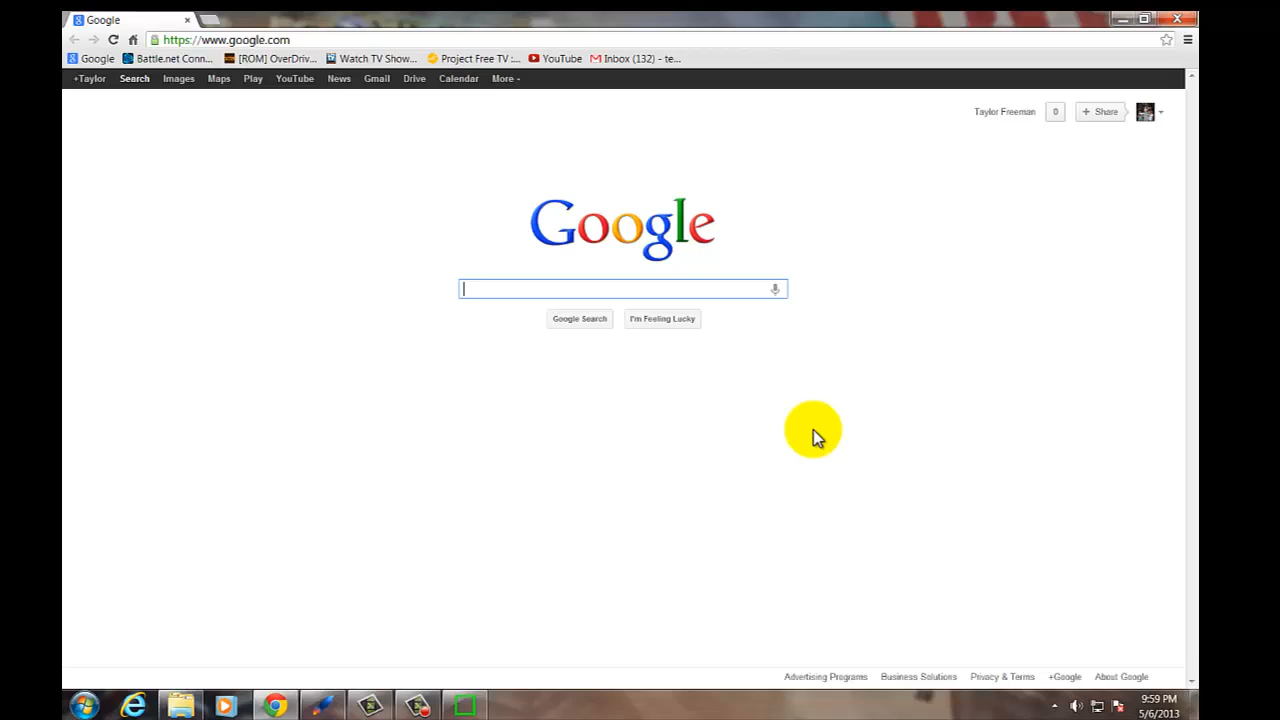 Google
https://www.google.com
Google Battle.net Conn... [ROM] OverDriv... Watch TV Show... Project Free TV :... YouTube Inbox (132) - te...
+Taylor Search Images Maps Play YouTube News Gmail Drive Calendar More
Taylor Freeman 0 + Share
Google
Google Search I'm Feeling Lucky
Advertising Programs Business Solutions Privacy & Terms +Google About Google
9:59 PM
5/6/2013